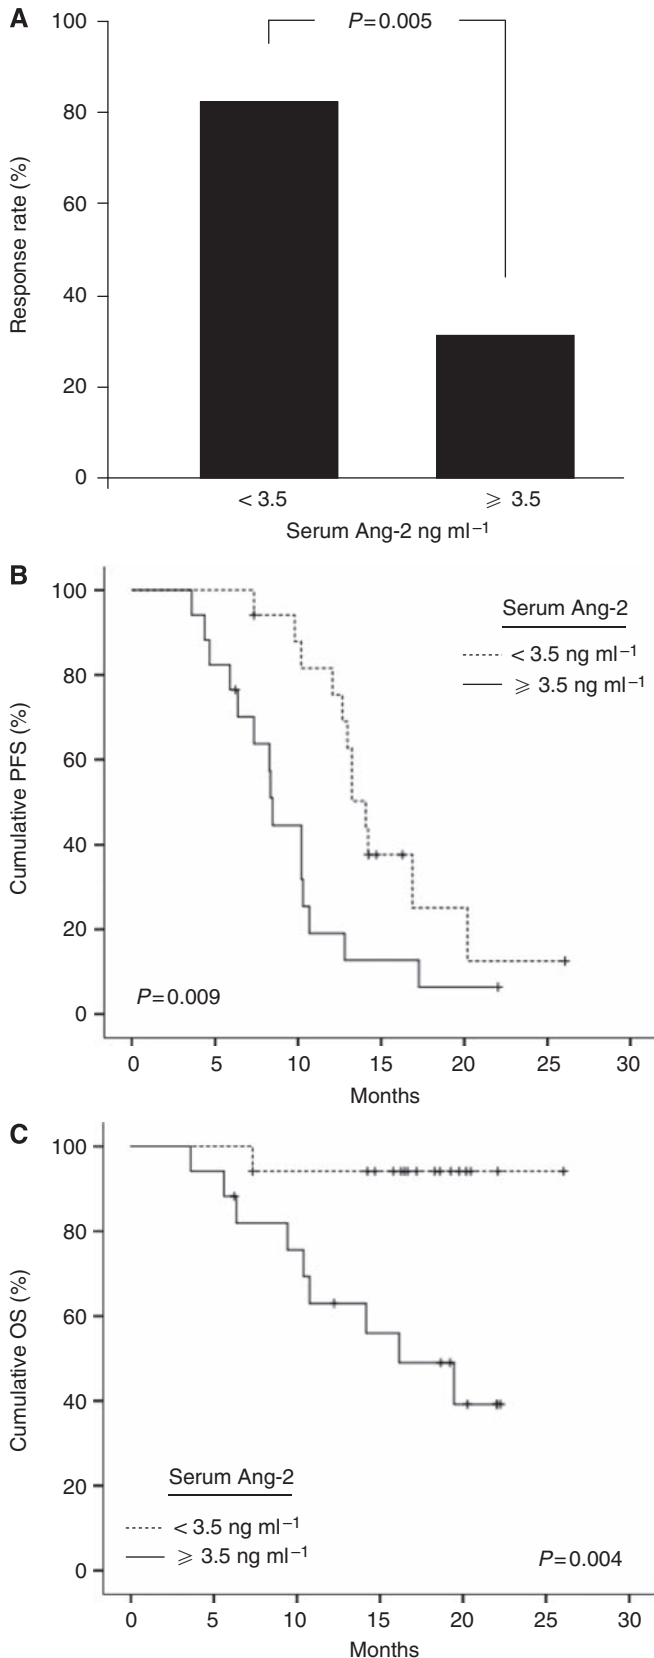 A
P=0.005
Response rate (%)
100
80
60
40
20
0
< 3.5
⩾ 3.5
Serum Ang-2 ng ml⁻¹
B
Cumulative PFS (%)
100
80
60
40
20
0
Serum Ang-2
< 3.5 ng ml⁻¹
⩾ 3.5 ng ml⁻¹
P=0.009
0 5 10 15 20 25 30
Months
C
Cumulative OS (%)
100
80
60
40
20
0
Serum Ang-2
< 3.5 ng ml⁻¹
⩾ 3.5 ng ml⁻¹
P=0.004
0 5 10 15 20 25 30
Months